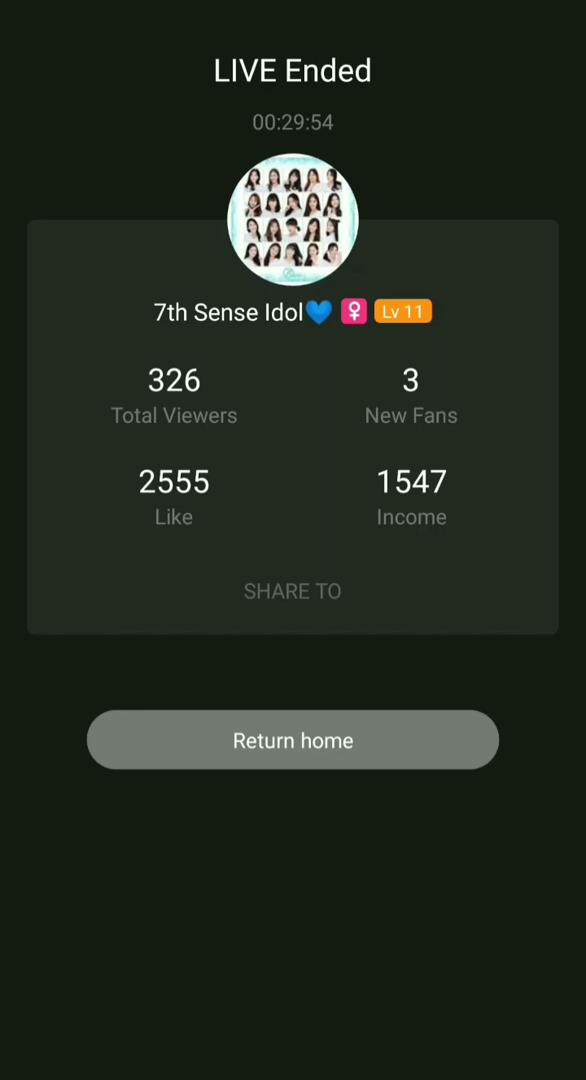 LIVE Ended
00:29:54
7th Sense Idol💙 ♀ Lv 11
326 3
Total Viewers New Fans
2555 1547
Like Income
SHARE TO
Return home